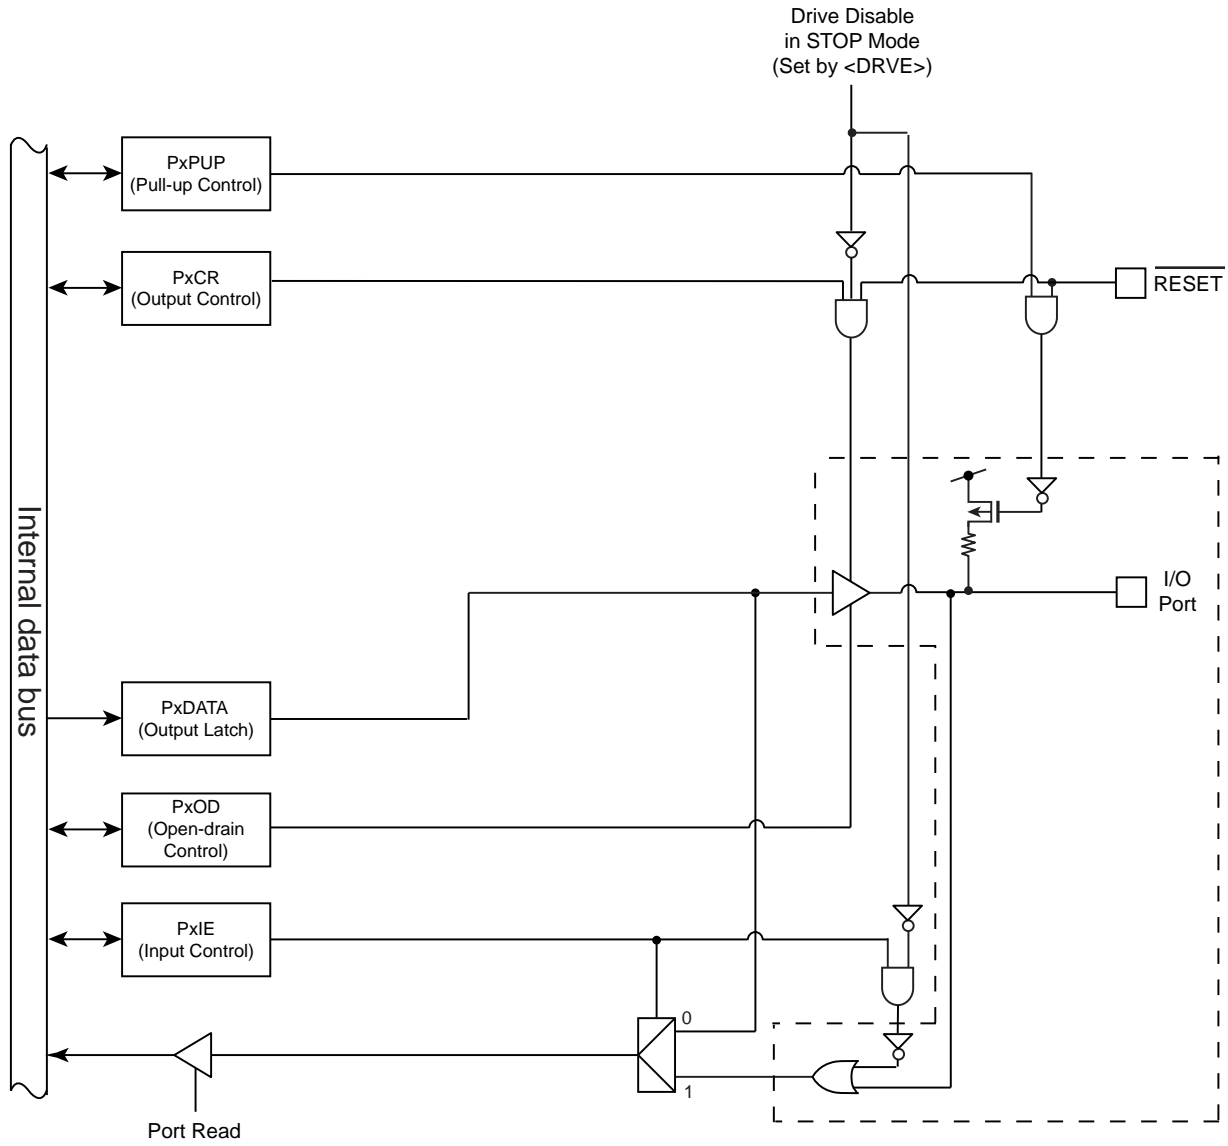 Drive Disable
in STOP Mode
(Set by <DRVE>)
PxPUP
(Pull-up Control)
PxCR
(Output Control)
RESET
Internal data bus
I/O
Port
PxDATA
(Output Latch)
PxOD
(Open-drain
Control)
PxIE
(Input Control)
0
1
Port Read